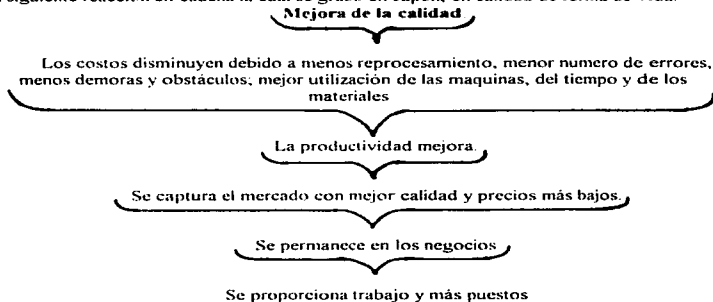 Mejora de la calidad
Los costos disminuyen debido a menos reprocesamiento, menor numero de errores,
menos demoras y obstáculos; mejor utilización de las maquinas, del tiempo y de los
materiales
La productividad mejora.
Se captura el mercado con mejor calidad y precios más bajos.
Se permanece en los negocios
Se proporciona trabajo y más puestos